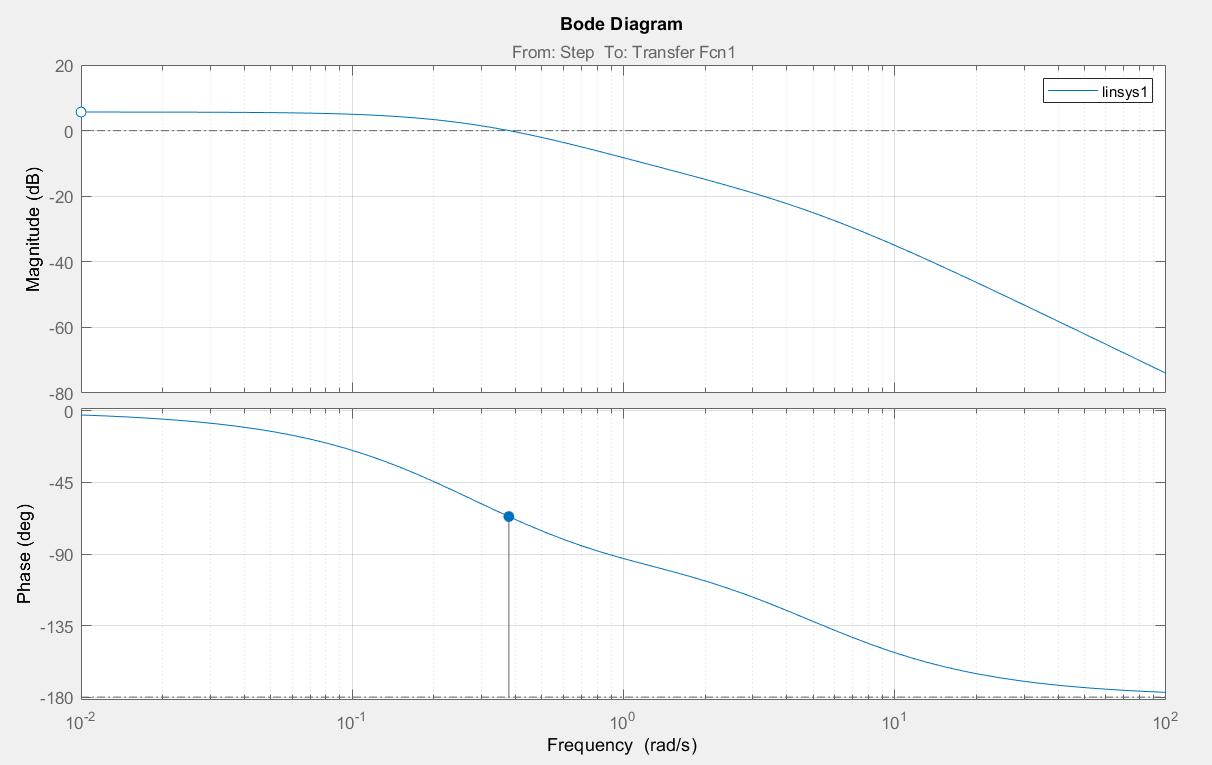 Bode Diagram
From: Step  To: Transfer Fcn1
linsys1
Magnitude (dB)
20
0
-20
-40
-60
-80
Phase (deg)
0
-45
-90
-135
-180
10^-2
10^-1
10^0
10^1
10^2
Frequency  (rad/s)